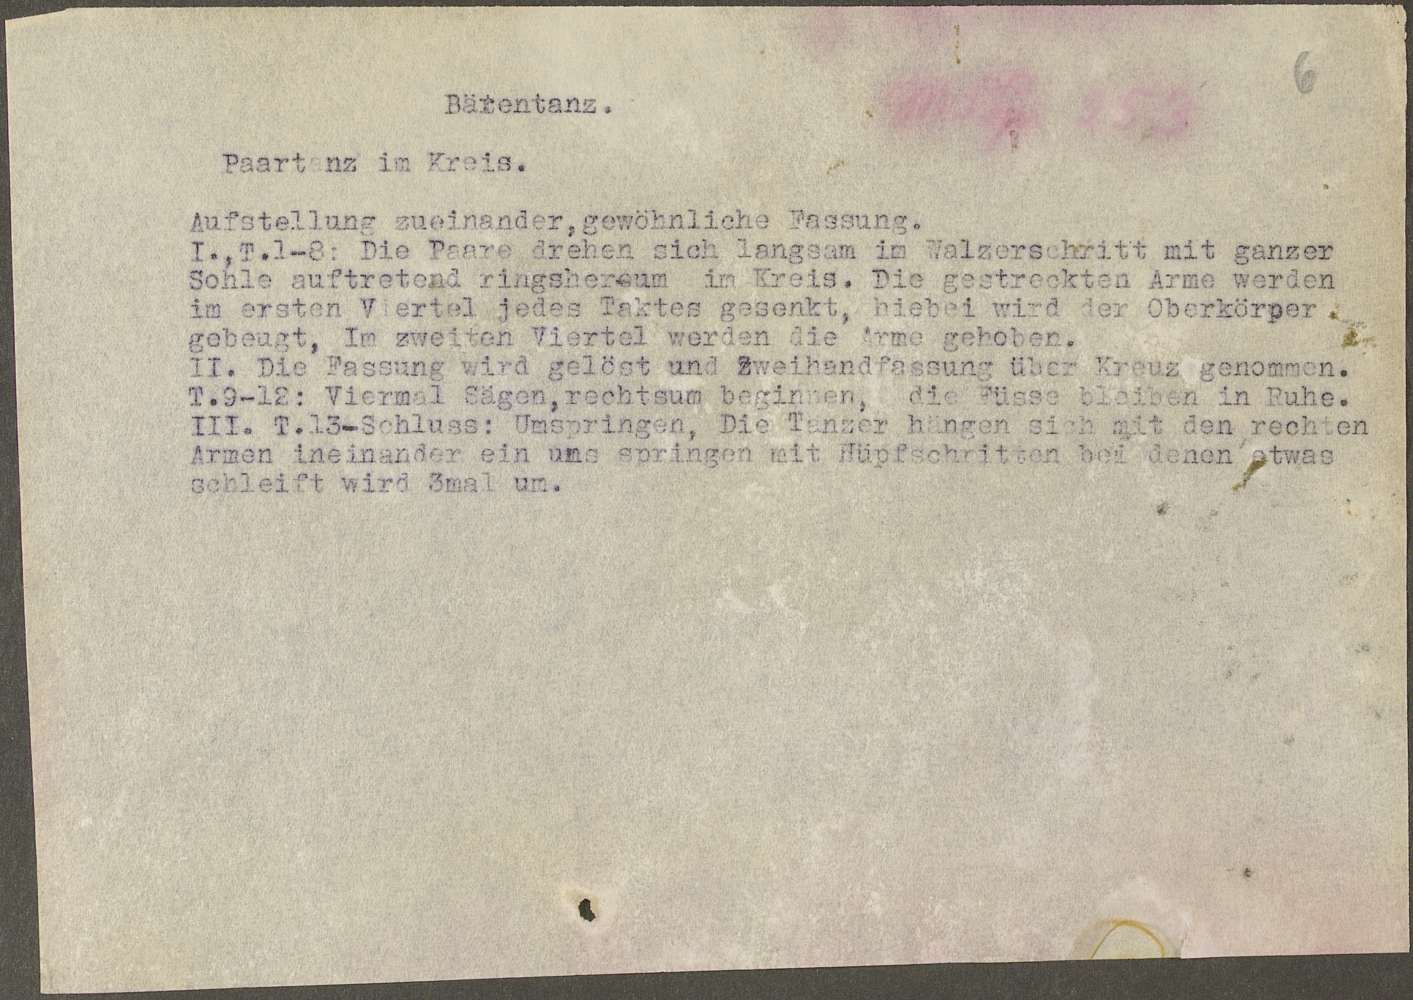 6
Bärentanz.
Paartanz im Kreis.
Aufstellung zueinander,gewöhnliche Fassung.
I.,T.1-8: Die Paare drehen sich langsam im Walzerschritt mit ganzer
Sohle auftretend ringshereum im Kreis. Die gestreckten Arme werden
im ersten Viertel jedes Taktes gesenkt, hiebei wird der Oberkörper
gebeugt, Im zweiten Viertel werden die Arme gehoben.
II. Die Fassung wird gelöst und Zweihandfassung über Kreuz genommen.
T.9-12: Viermal Sägen,rechtsum beginnen, die Füsse bleiben in Ruhe.
III. T.13-Schluss: Umspringen, Die Tanzer hängen sich mit den rechten
Armen ineinander ein uns springen mit Hüpfschritten bei denen etwas
schleift wird 3mal um.